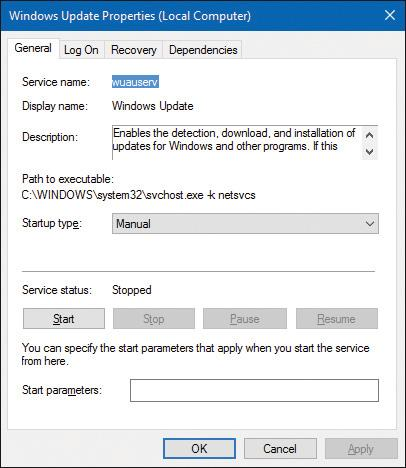 Windows Update Properties (Local Computer)
General Log On Recovery Dependencies
Service name: wuauserv
Display name: Windows Update
Description: Enables the detection, download, and installation of
updates for Windows and other programs. If this
Path to executable:
C:\WINDOWS\system32\svchost.exe -k netsvcs
Startup type: Manual
Service status: Stopped
Start Stop Pause Resume
You can specify the start parameters that apply when you start the service
from here.
Start parameters:
OK Cancel Apply